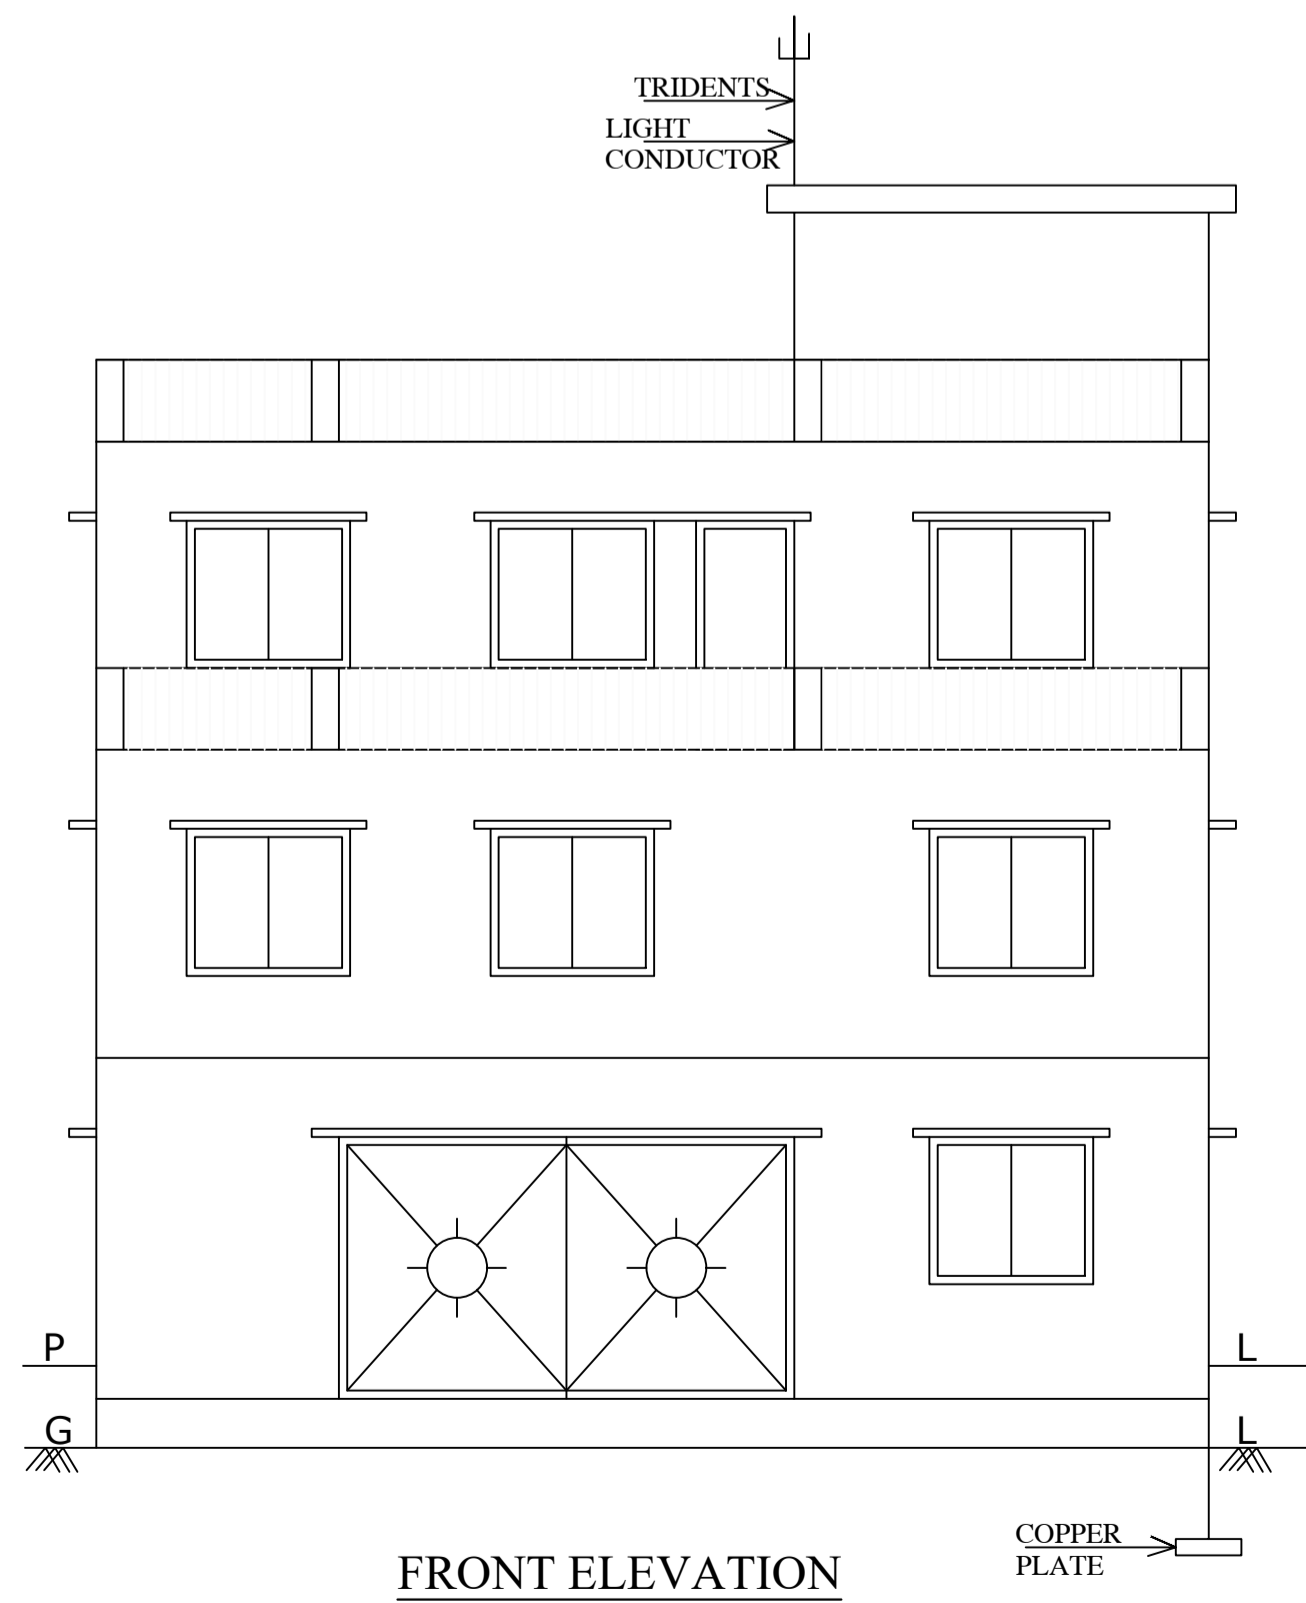 TRIDENTS
LIGHT
CONDUCTOR
P L
G L
COPPER
PLATE
FRONT ELEVATION